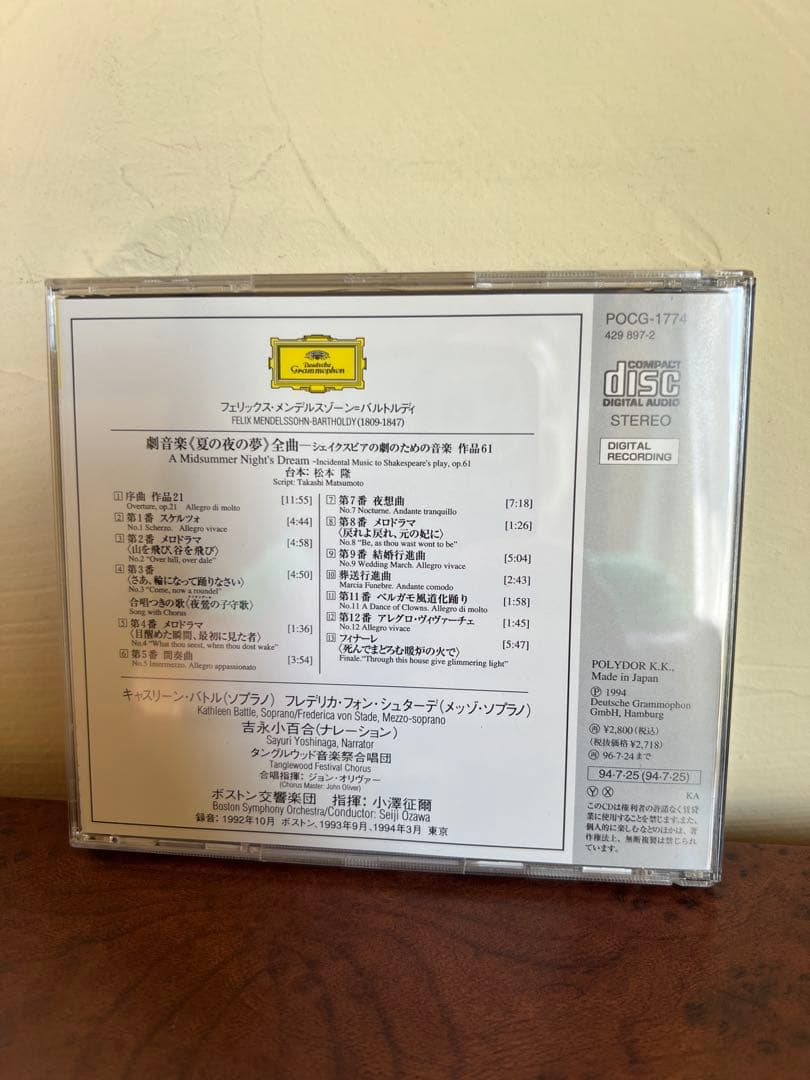 Deutsche
Grammophon
フェリックス・メンデルスゾーン=バルトルディ
FELIX MENDELSSOHN-BARTHOLDY (1809-1847)
劇音楽《夏の夜の夢》全曲―シェイクスピアの劇のための音楽 作品61
A Midsummer Night's Dream -Incidental Music to Shakespeare's play, op.61
台本: 松本 隆
Script: Takashi Matsumoto
1 序曲 作品21 [11:55]
Overture, op.21 Allegro di molto
2 第1番 スケルツォ [4:44]
No.1 Scherzo. Allegro vivace
3 第2番 メロドラマ [4:58]
〈山を飛び、谷を飛び〉
No.2 "Over hill, over dale"
4 第3番 [4:50]
〈さあ、輪になって踊りなさい〉
No.3 "Come, now a roundel"
合唱つきの歌〈夜鶯の子守歌〉
Song with Chorus
5 第4番 メロドラマ [1:36]
〈目醒めた瞬間、最初に見た者〉
No.4 "What thou seest, when thou dost wake"
6 第5番 間奏曲 [3:54]
No.5 Intermezzo. Allegro appassionato
7 第7番 夜想曲 [7:18]
No.7 Nocturne. Andante tranquillo
8 第8番 メロドラマ [1:26]
〈戻れよ戻れ、元の妃に〉
No.8 "Be, as thou wast wont to be"
9 第9番 結婚行進曲 [5:04]
No.9 Wedding March. Allegro vivace
10 葬送行進曲 [2:43]
Marcia Funebre. Andante comodo
11 第11番 ベルガモ風道化踊り [1:58]
No.11 A Dance of Clowns. Allegro di molto
12 第12番 アレグロ・ヴィヴァーチェ [1:45]
No.12 Allegro vivace
13 フィナーレ [5:47]
〈死んでまどろむ暖炉の火で〉
Finale. "Through this house give glimmering light"
キャスリーン・バトル(ソプラノ) フレデリカ・フォン・シュターデ(メッゾ・ソプラノ)
Kathleen Battle, Soprano/Frederica von Stade, Mezzo-soprano
吉永小百合(ナレーション)
Sayuri Yoshinaga, Narrator
タングルウッド音楽祭合唱団
Tanglewood Festival Chorus
合唱指揮: ジョン・オリヴァー
(Chorus Master: John Oliver)
ボストン交響楽団 指揮: 小澤征爾
Boston Symphony Orchestra/Conductor: Seiji Ozawa
録音: 1992年10月 ボストン、1993年9月、1994年3月 東京
POCG-1774
429 897-2
COMPACT
disc
DIGITAL AUDIO
STEREO
DIGITAL
RECORDING
POLYDOR K.K.,
Made in Japan
Ⓟ 1994
Deutsche Grammophon
GmbH, Hamburg
再 ¥2,800(税込)
(税抜価格 ¥2,718)
再 96・7・24まで
94・7・25 (94・7・25)
Ⓨ Ⓧ KA
このCDは権利者の許諾なく賃貸
業に使用することを禁じます。また、
個人的に楽しむなどのほかは、著
作権法上、無断複製は禁じられ
ています。